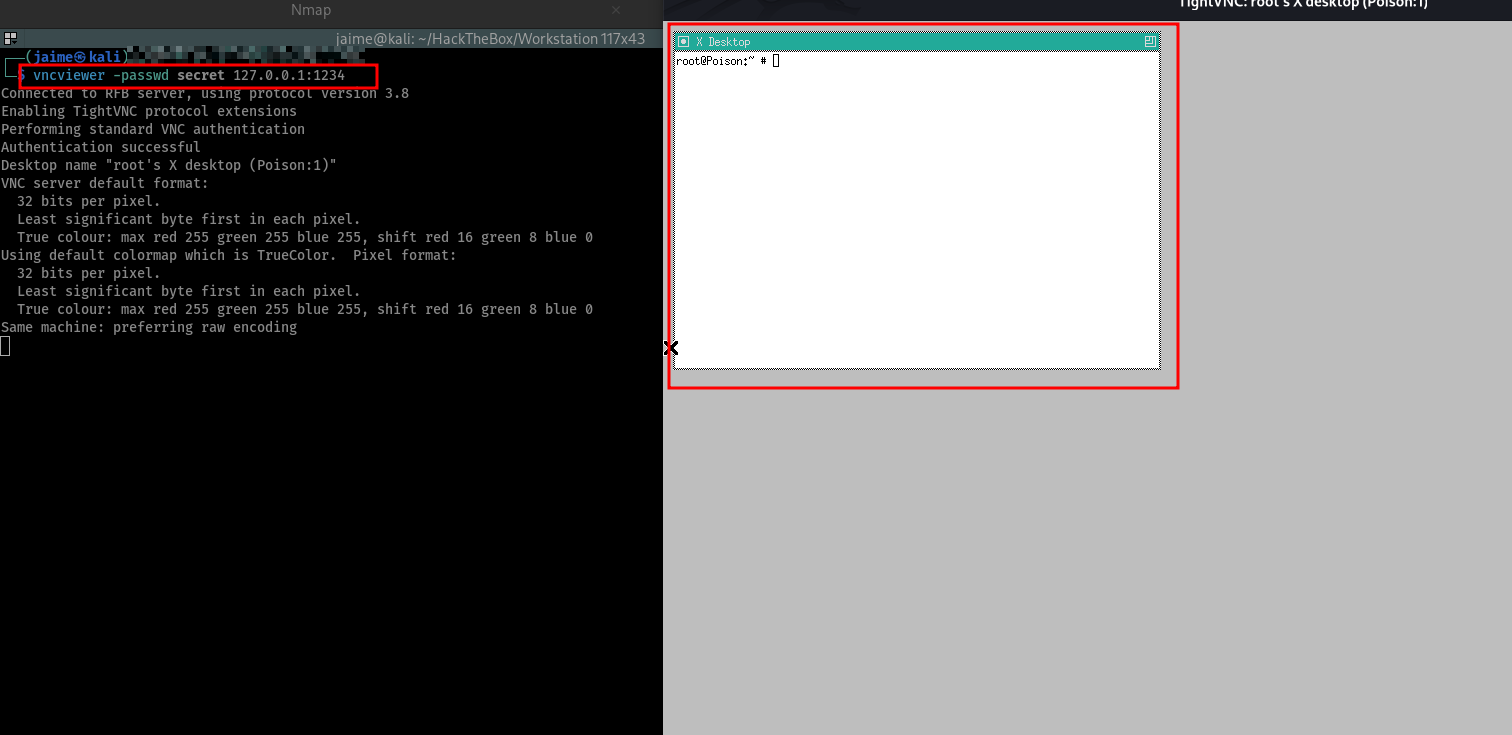 Nmap
jaime@kali: ~/HackTheBox/Workstation 117x43
(jaime㉿kali)
$ vncviewer -passwd secret 127.0.0.1:1234
Connected to RFB server, using protocol version 3.8
Enabling TightVNC protocol extensions
Performing standard VNC authentication
Authentication successful
Desktop name "root's X desktop (Poison:1)"
VNC server default format:
32 bits per pixel.
Least significant byte first in each pixel.
True colour: max red 255 green 255 blue 255, shift red 16 green 8 blue 0
Using default colormap which is TrueColor.  Pixel format:
32 bits per pixel.
Least significant byte first in each pixel.
True colour: max red 255 green 255 blue 255, shift red 16 green 8 blue 0
Same machine: preferring raw encoding
TightVNC: root's X desktop (Poison:1)
X Desktop
root@Poison:~ #